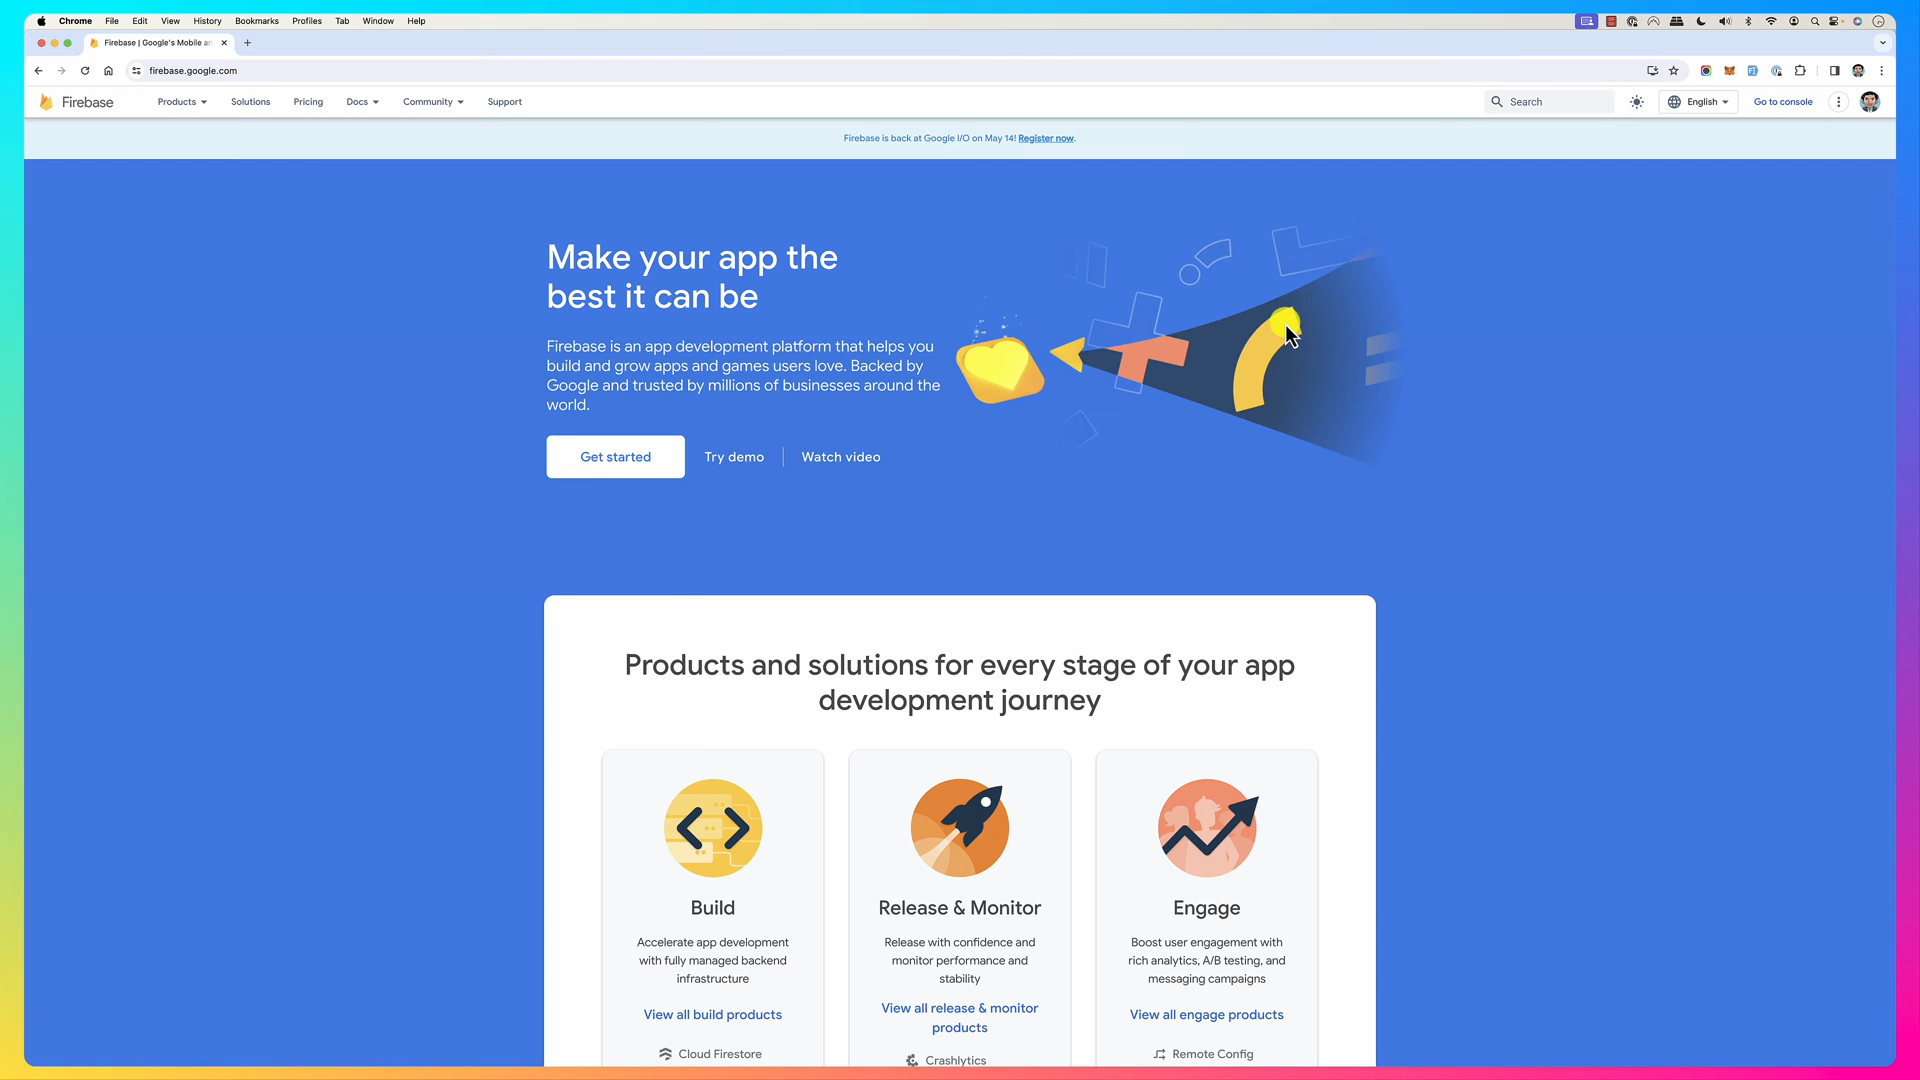 Chrome File Edit View History Bookmarks Profiles Tab Window Help
Firebase | Google's Mobile an
firebase.google.com
Firebase Products Solutions Pricing Docs Community Support Search English Go to console
Firebase is back at Google I/O on May 14! Register now.
Make your app the
best it can be
Firebase is an app development platform that helps you
build and grow apps and games users love. Backed by
Google and trusted by millions of businesses around the
world.
Get started Try demo Watch video
Products and solutions for every stage of your app
development journey
Build
Accelerate app development
with fully managed backend
infrastructure
View all build products
Cloud Firestore
Release & Monitor
Release with confidence and
monitor performance and
stability
View all release & monitor
products
Crashlytics
Engage
Boost user engagement with
rich analytics, A/B testing, and
messaging campaigns
View all engage products
Remote Config